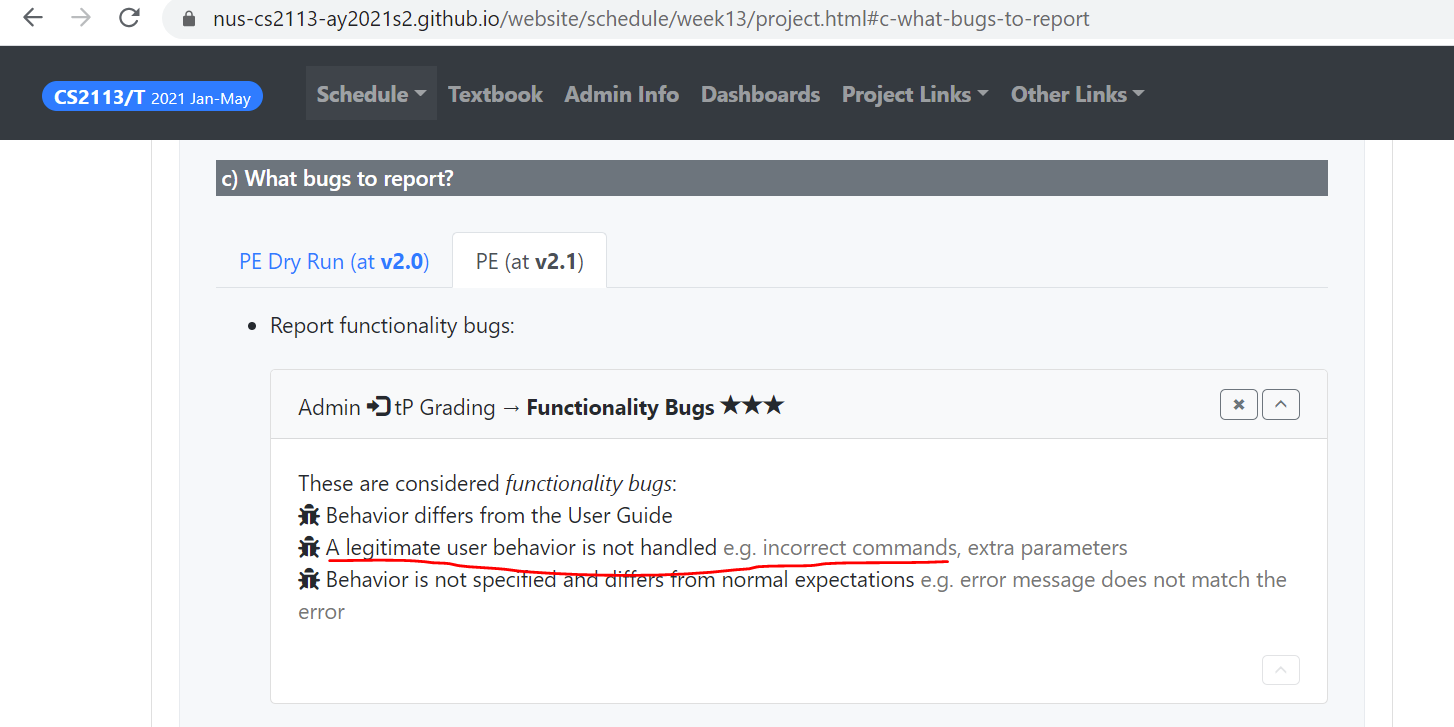 nus-cs2113-ay2021s2.github.io/website/schedule/week13/project.html#c-what-bugs-to-report
CS2113/T 2021 Jan-May Schedule Textbook Admin Info Dashboards Project Links Other Links
c) What bugs to report?
PE Dry Run (at v2.0) PE (at v2.1)
• Report functionality bugs:
Admin tP Grading → Functionality Bugs ★★★
These are considered functionality bugs:
Behavior differs from the User Guide
A legitimate user behavior is not handled e.g. incorrect commands, extra parameters
Behavior is not specified and differs from normal expectations e.g. error message does not match the
error